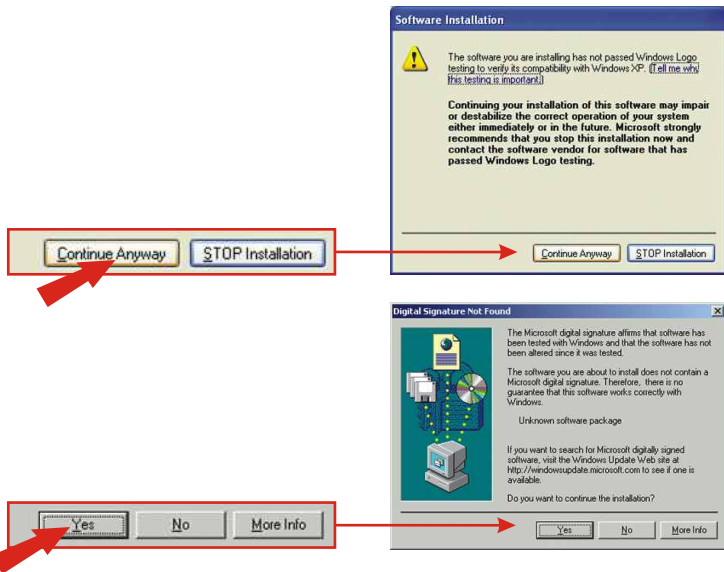 Software Installation
The software you are installing has not passed Windows Logo
testing to verify its compatibility with Windows XP. (Tell me why
this testing is important.)
Continuing your installation of this software may impair
or destabilize the correct operation of your system
either immediately or in the future. Microsoft strongly
recommends that you stop this installation now and
contact the software vendor for software that has
passed Windows Logo testing.
Continue Anyway
STOP Installation
Continue Anyway
STOP Installation
Digital Signature Not Found
The Microsoft digital signature affirms that software has
been tested with Windows and that the software has not
been altered since it was tested.
The software you are about to install does not contain a
Microsoft digital signature. Therefore, there is no
guarantee that this software works correctly with
Windows.
Unknown software package
If you want to search for Microsoft digitally signed
software, visit the Windows Update Web site at
http://windowsupdate.microsoft.com to see if one is
available.
Do you want to continue the installation?
Yes
No
More Info
Yes
No
More Info